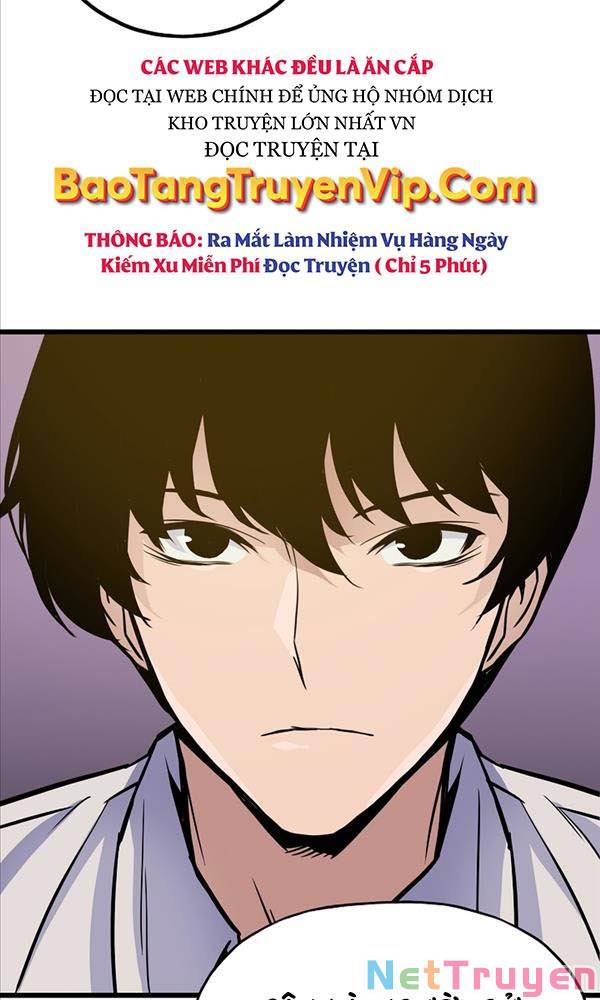 CÁC WEB KHÁC ĐỀU LÀ ĂN CẮP
ĐỌC TẠI WEB CHÍNH ĐỂ ỦNG HỘ NHÓM DỊCH
KHO TRUYỆN LỚN NHẤT VN
ĐỌC TRUYỆN TẠI
BaoTangTruyenVip.Com
THÔNG BÁO: Ra Mắt Làm Nhiệm Vụ Hàng Ngày
Kiếm Xu Miễn Phí Đọc Truyện ( Chỉ 5 Phút)
NetTruyen